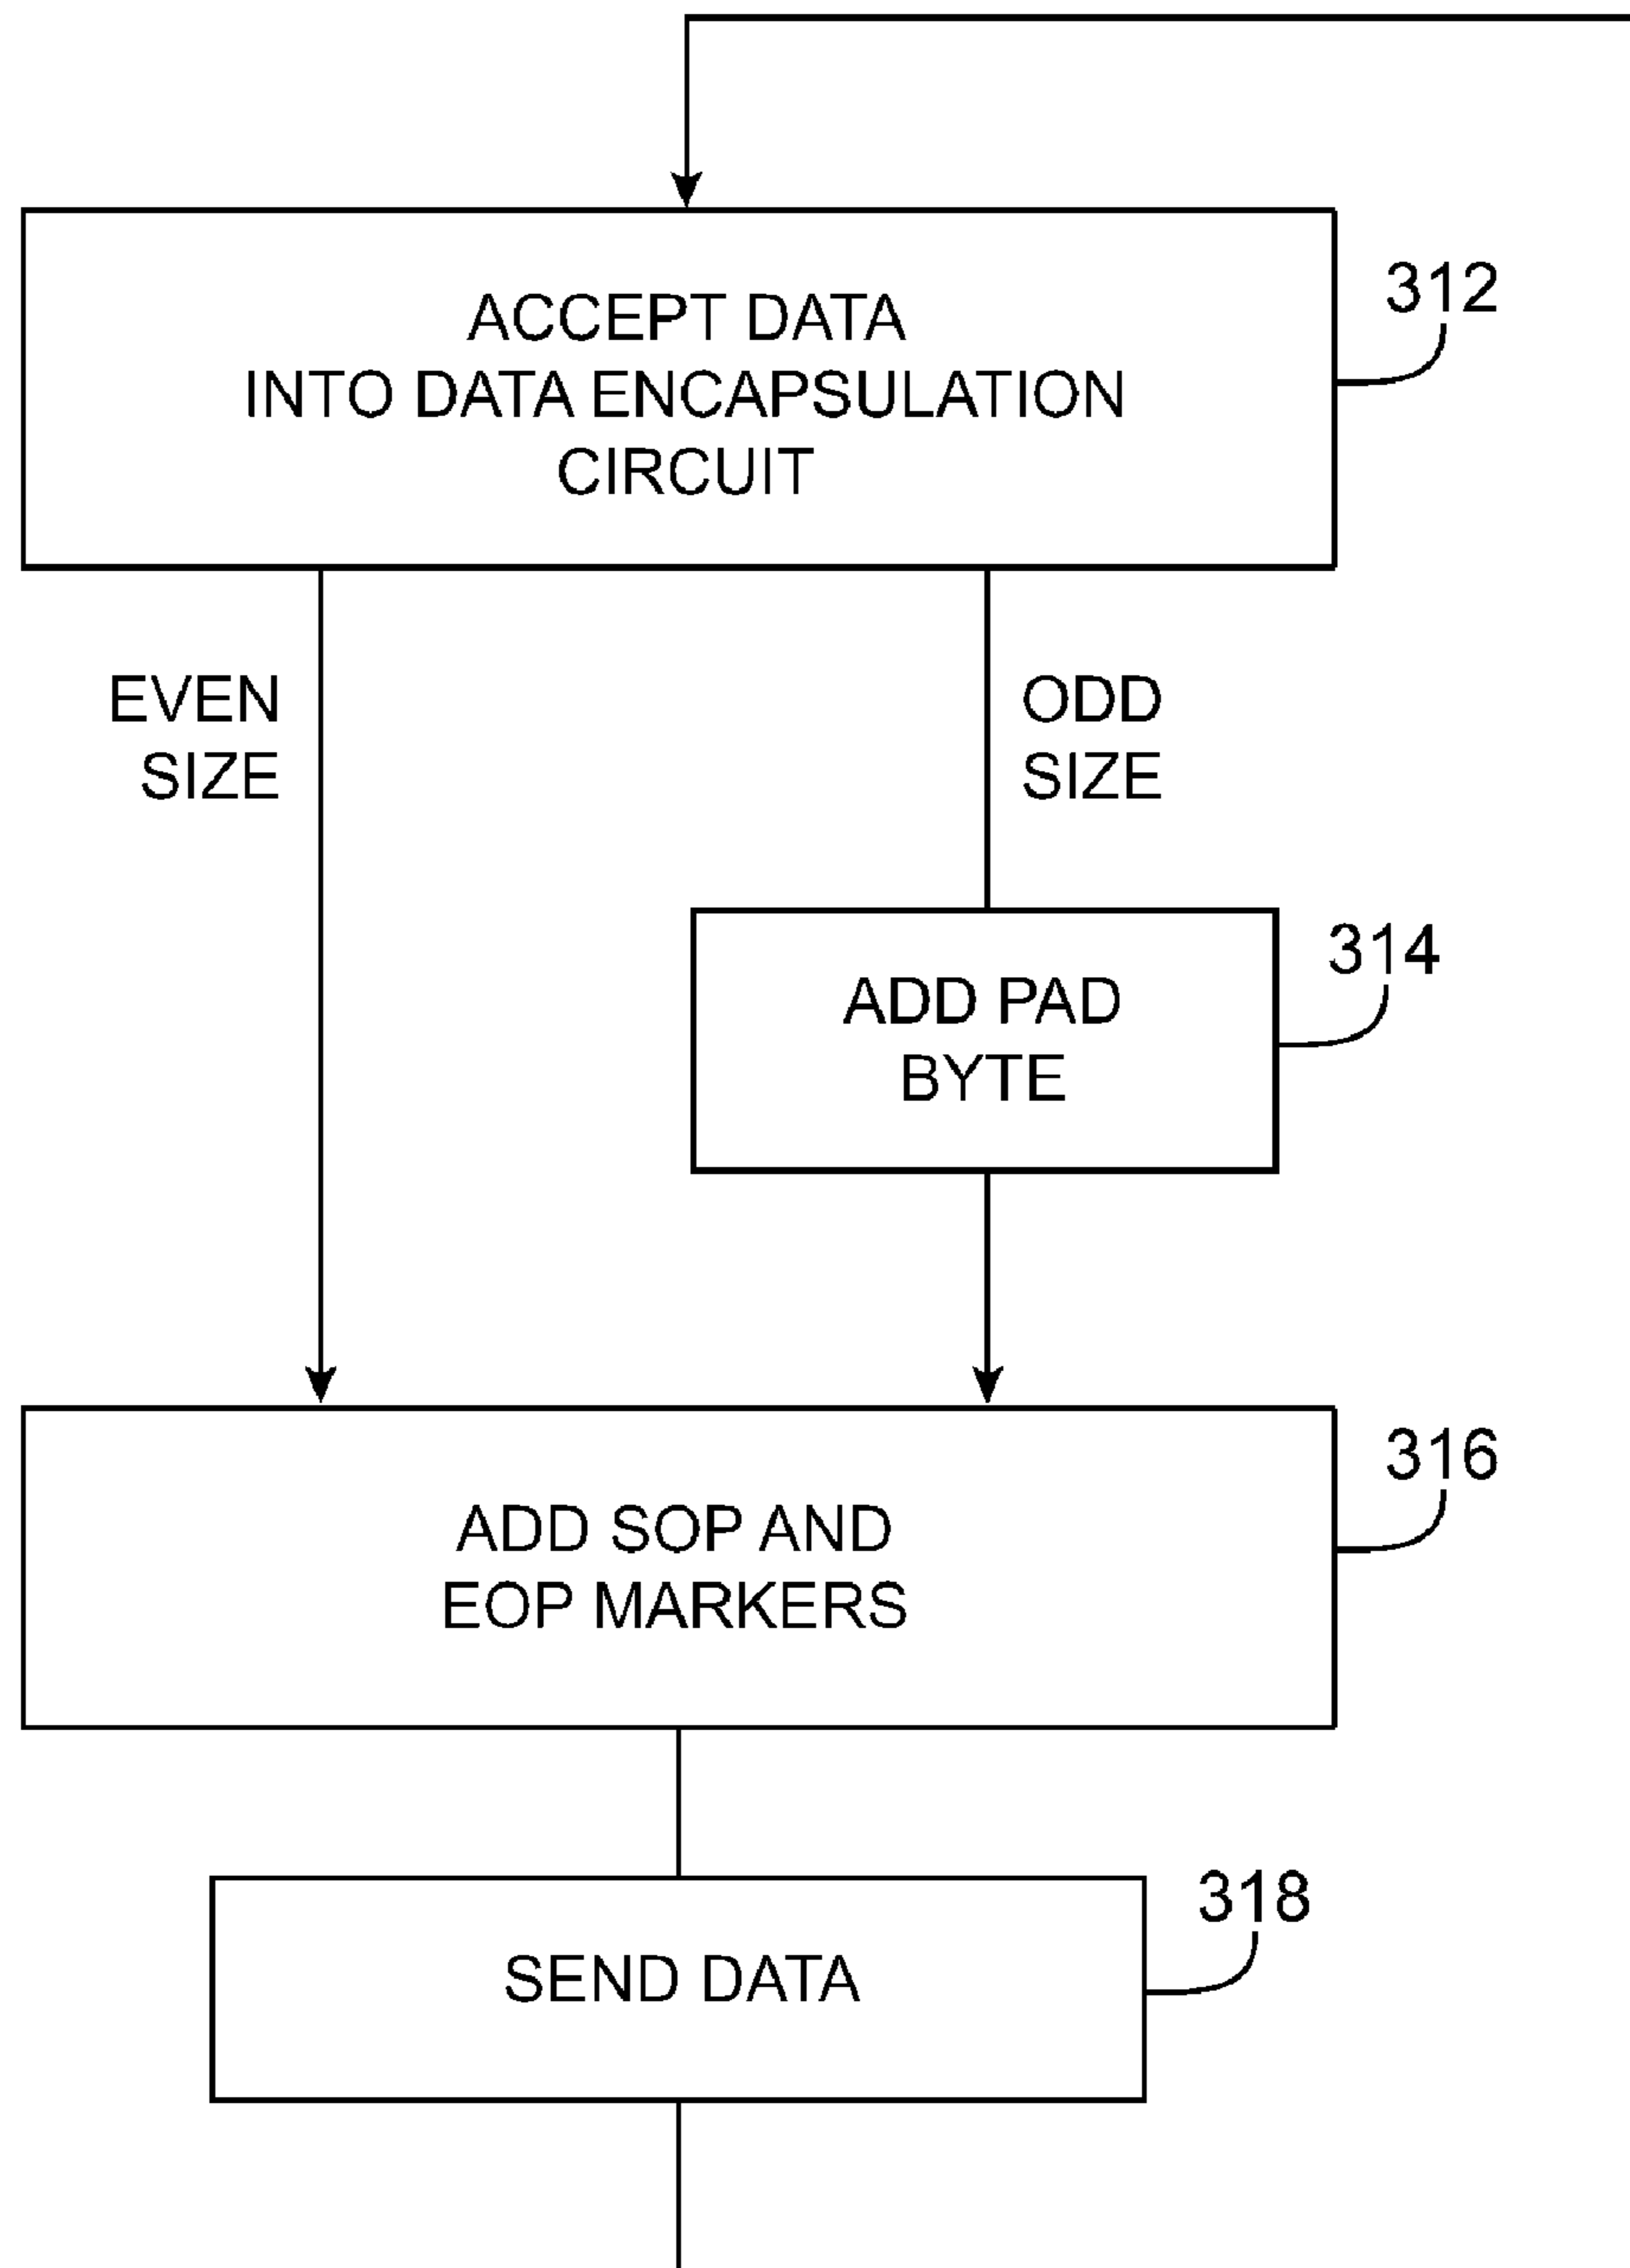 ACCEPT DATA
INTO DATA ENCAPSULATION
CIRCUIT
312
EVEN
SIZE
ODD
SIZE
ADD PAD
BYTE
314
ADD SOP AND
EOP MARKERS
316
SEND DATA
318